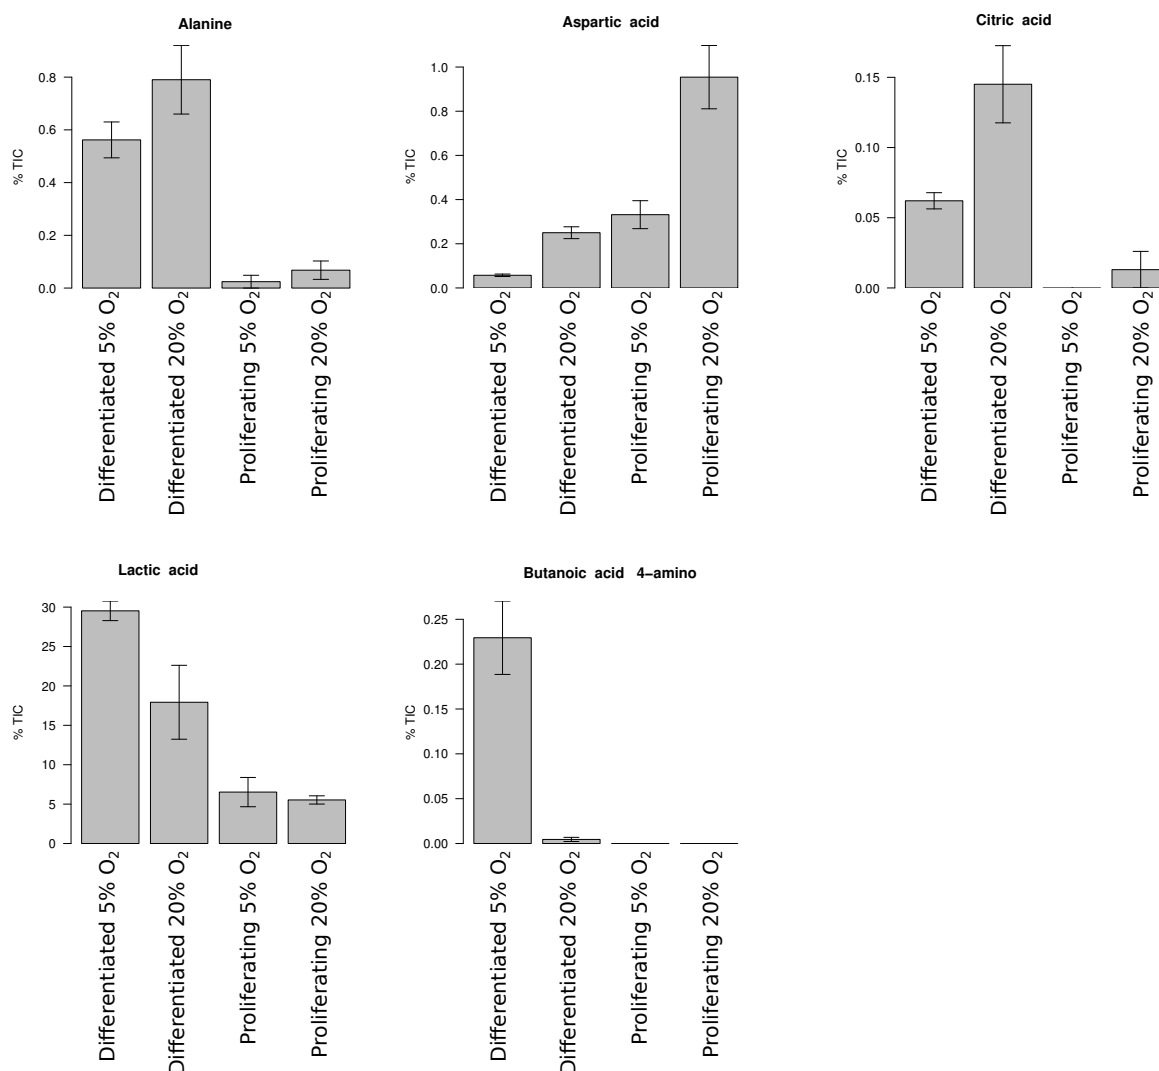 Alanine
% TIC
0.8
0.6
0.4
0.2
0.0
Differentiated 5% O2
Differentiated 20% O2
Proliferating 5% O2
Proliferating 20% O2
Aspartic acid
% TIC
1.0
0.8
0.6
0.4
0.2
0.0
Differentiated 5% O2
Differentiated 20% O2
Proliferating 5% O2
Proliferating 20% O2
Citric acid
% TIC
0.15
0.10
0.05
0.00
Differentiated 5% O2
Differentiated 20% O2
Proliferating 5% O2
Proliferating 20% O2
Lactic acid
% TIC
30
25
20
15
10
5
0
Differentiated 5% O2
Differentiated 20% O2
Proliferating 5% O2
Proliferating 20% O2
Butanoic acid 4−amino
% TIC
0.25
0.20
0.15
0.10
0.05
0.00
Differentiated 5% O2
Differentiated 20% O2
Proliferating 5% O2
Proliferating 20% O2